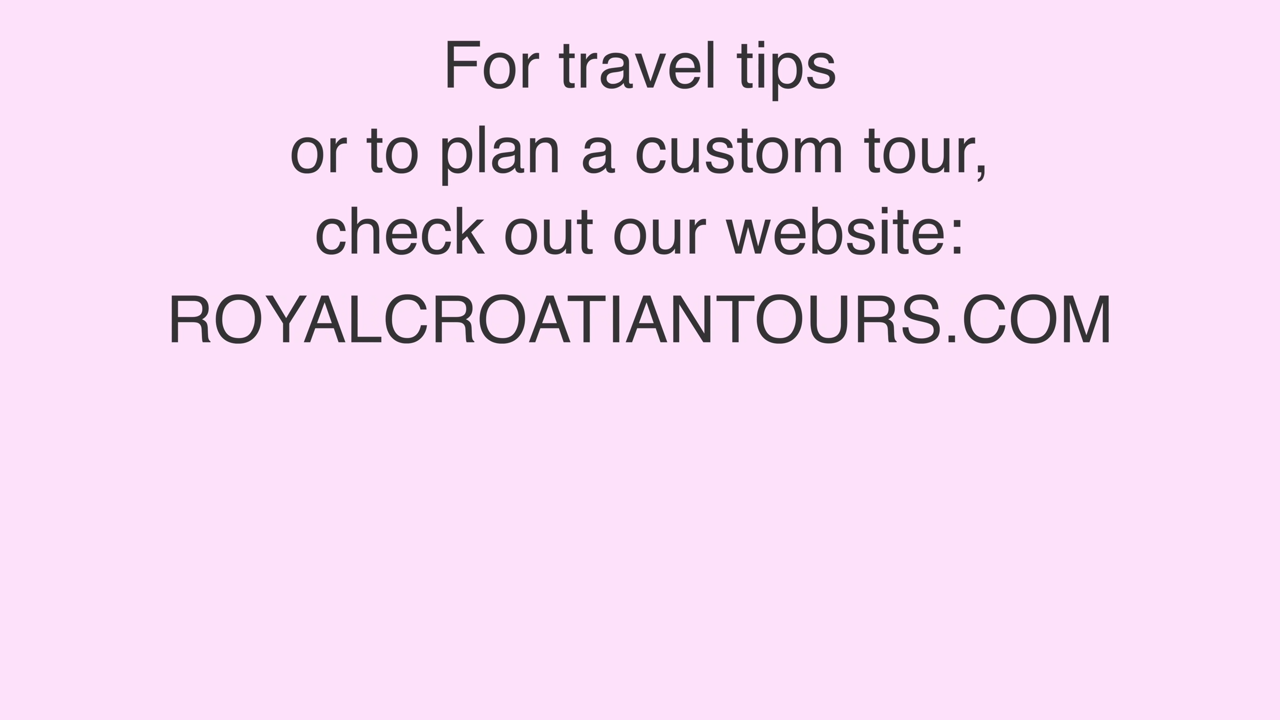 For travel tips
or to plan a custom tour,
check out our website:
ROYALCROATIANTOURS.COM